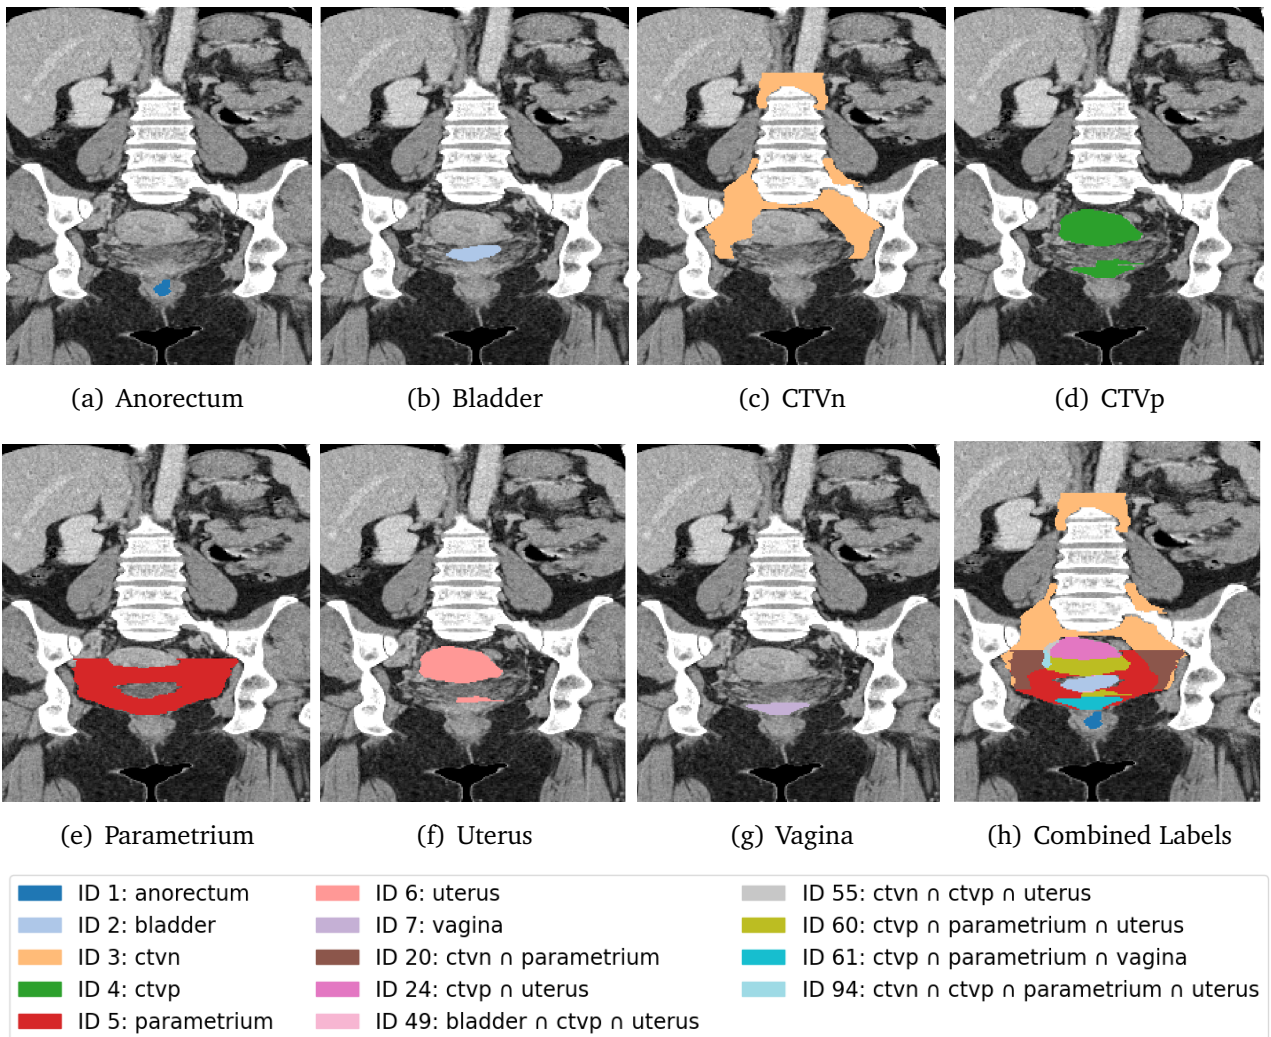 (a) Anorectum
(b) Bladder
(c) CTVn
(d) CTVp
(e) Parametrium
(f) Uterus
(g) Vagina
(h) Combined Labels
ID 1: anorectum
ID 2: bladder
ID 3: ctvn
ID 4: ctvp
ID 5: parametrium
ID 6: uterus
ID 7: vagina
ID 20: ctvn ∩ parametrium
ID 24: ctvp ∩ uterus
ID 49: bladder ∩ ctvp ∩ uterus
ID 55: ctvn ∩ ctvp ∩ uterus
ID 60: ctvp ∩ parametrium ∩ uterus
ID 61: ctvp ∩ parametrium ∩ vagina
ID 94: ctvn ∩ ctvp ∩ parametrium ∩ uterus